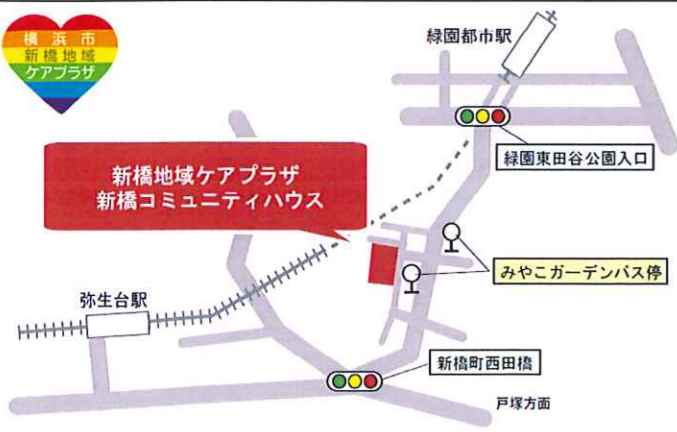 横浜市
新橋地域
ケアプラザ
緑園都市駅
緑園東田谷公園入口
新橋地域ケアプラザ
新橋コミュニティハウス
みやこガーデンバス停
弥生台駅
新橋町西田橋
戸塚方面